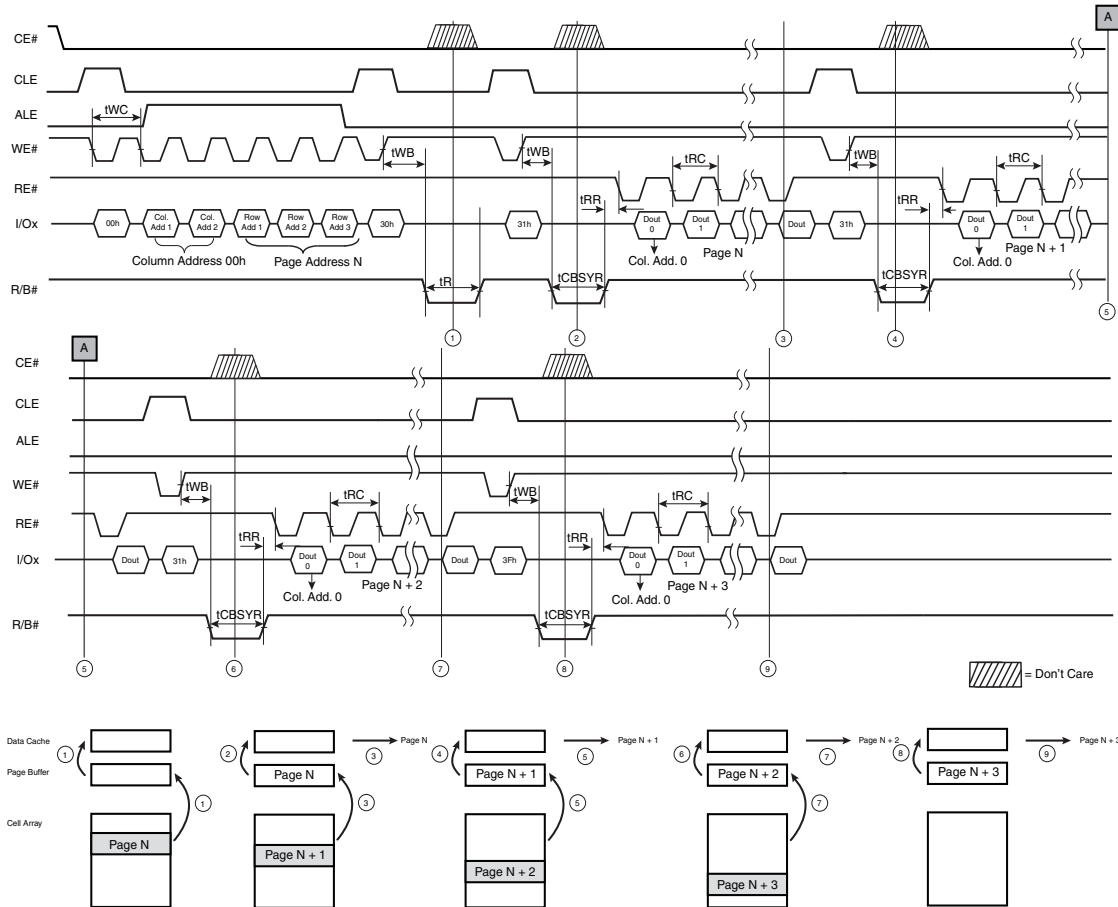 A
CE#
CLE
tWC
ALE
WE#
tWB
tWB
tWB
tRC
tRC
RE#
tRR
tRR
I/Ox
00h
Col. Add 1
Col. Add 2
Row Add 1
Row Add 2
Row Add 3
30h
31h
Dout 0
Dout 1
Dout
31h
Dout 0
Dout 1
Column Address 00h
Page Address N
Page N
Page N + 1
Col. Add. 0
Col. Add. 0
R/B#
tR
tCBSYR
tCBSYR
1
2
3
4
5
A
CE#
CLE
ALE
WE#
tWB
tWB
tRC
tRC
RE#
tRR
tRR
I/Ox
Dout
31h
Dout 0
Dout 1
Dout
3Fh
Dout 0
Dout 1
Dout
Page N + 2
Page N + 3
Col. Add. 0
Col. Add. 0
R/B#
tCBSYR
tCBSYR
5
6
7
8
9
= Don't Care
Data Cache
1
2
3
Page N
4
5
Page N + 1
6
7
Page N + 2
8
9
Page N + 3
Page Buffer
1
Page N
3
Page N + 1
5
Page N + 2
7
Page N + 3
Cell Array
Page N
Page N + 1
Page N + 2
Page N + 3